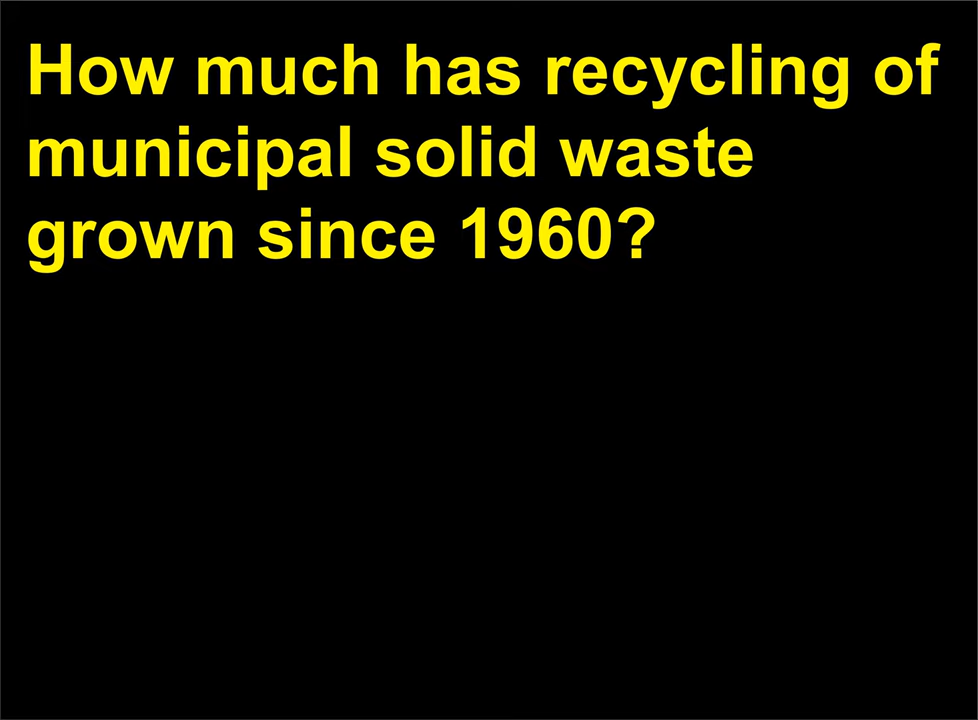 How much has recycling of
municipal solid waste
grown since 1960?